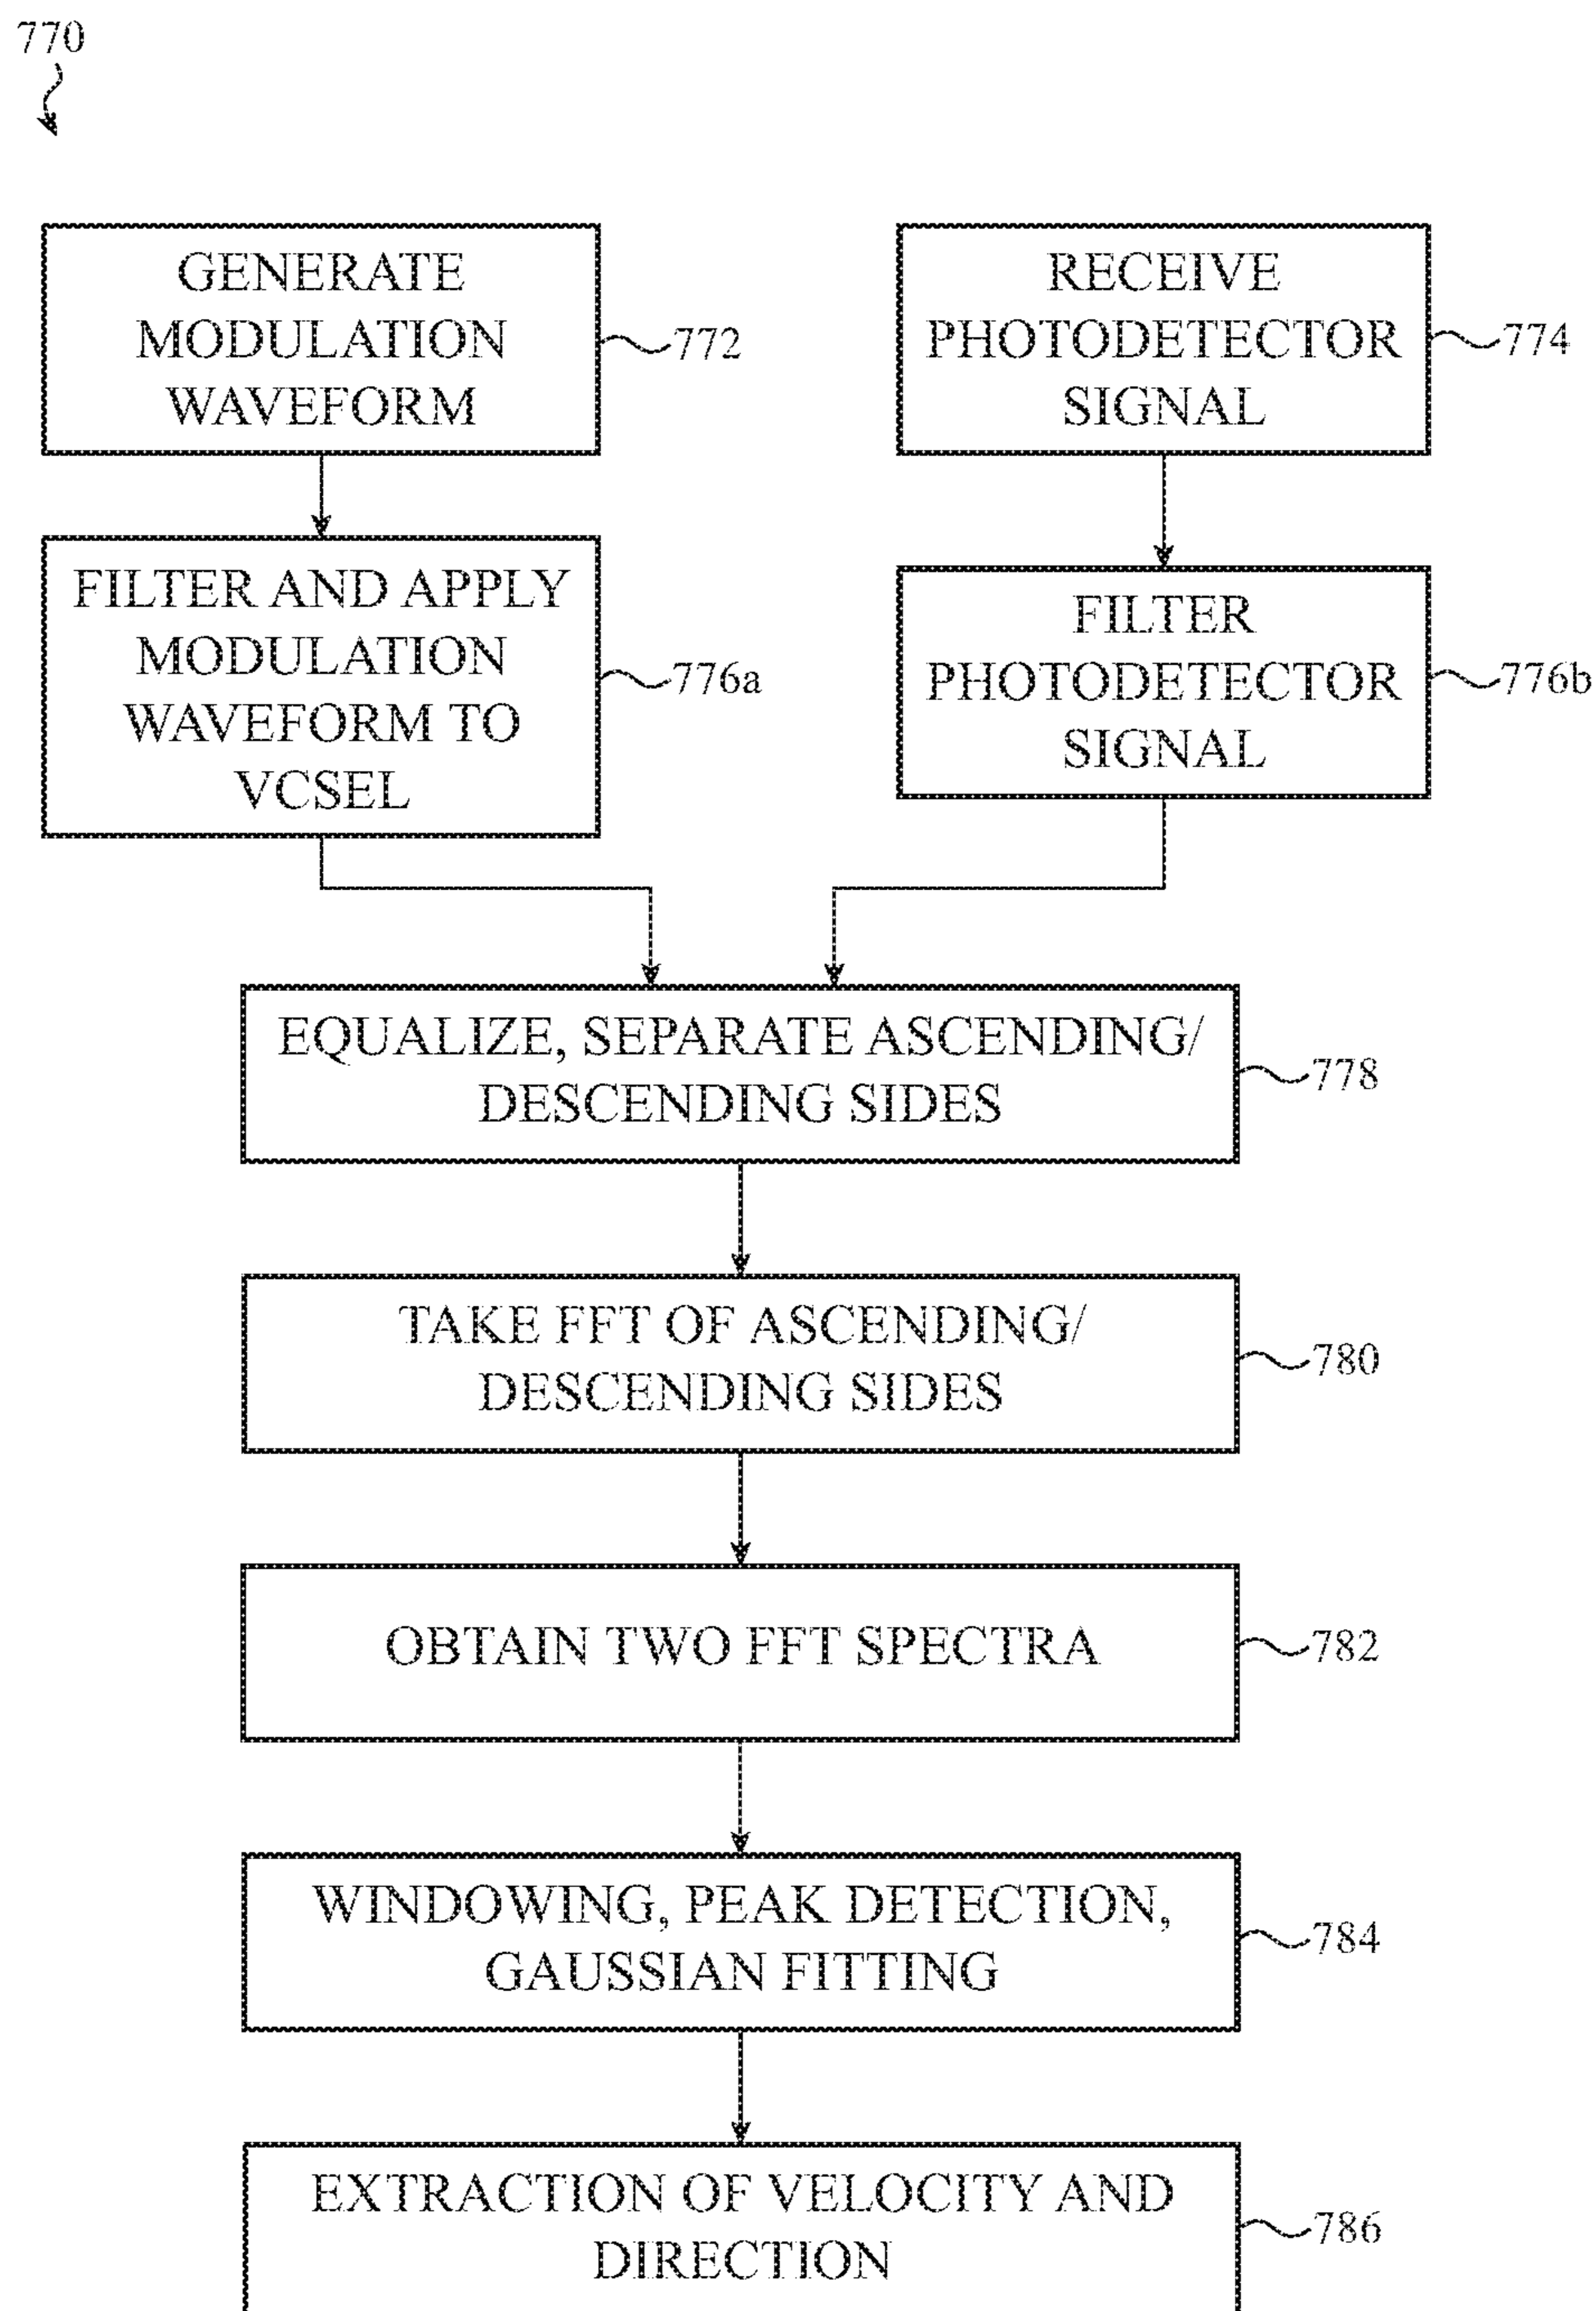 770
GENERATE
MODULATION
WAVEFORM
772
RECEIVE
PHOTODETECTOR
SIGNAL
774
FILTER AND APPLY
MODULATION
WAVEFORM TO
VCSEL
776a
FILTER
PHOTODETECTOR
SIGNAL
776b
EQUALIZE, SEPARATE ASCENDING/
DESCENDING SIDES
778
TAKE FFT OF ASCENDING/
DESCENDING SIDES
780
OBTAIN TWO FFT SPECTRA
782
WINDOWING, PEAK DETECTION,
GAUSSIAN FITTING
784
EXTRACTION OF VELOCITY AND
DIRECTION
786